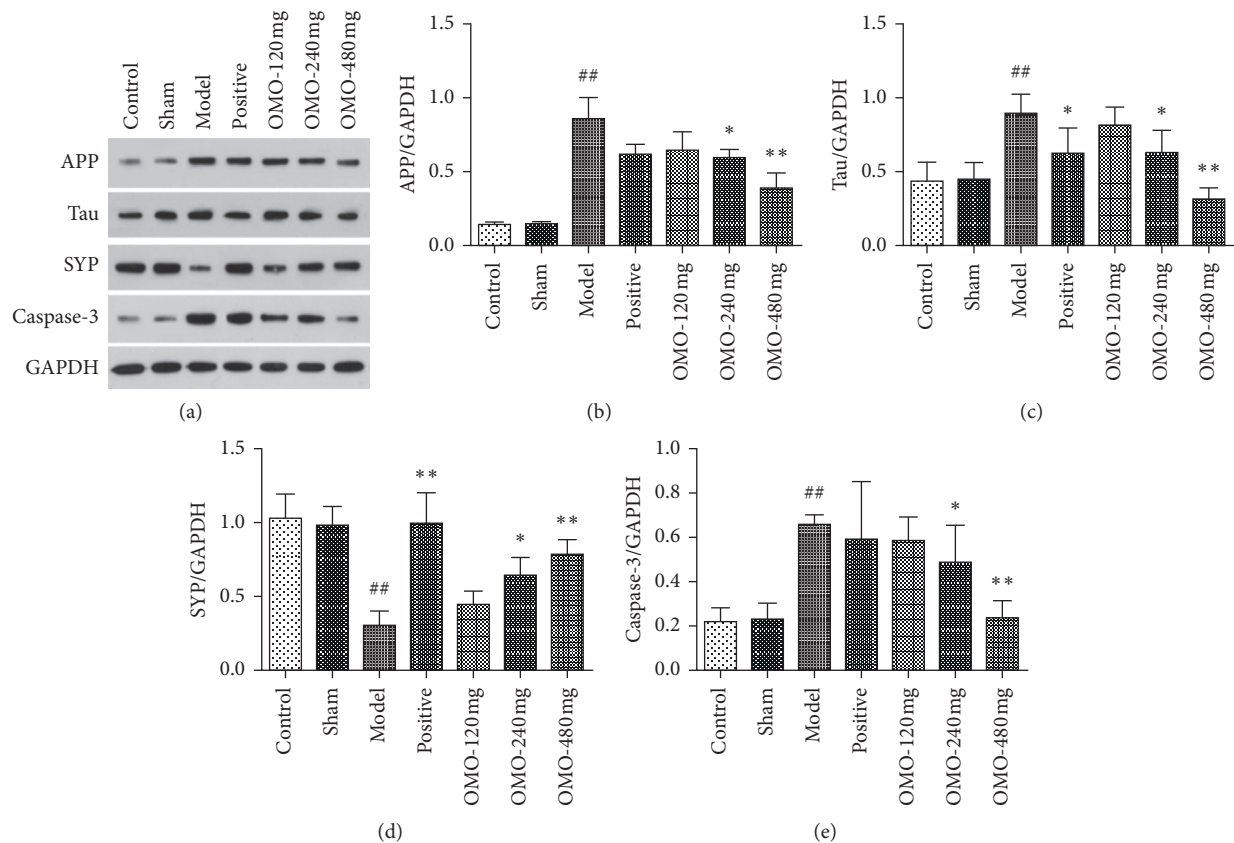 Control
Sham
Model
Positive
OMO-120 mg
OMO-240 mg
OMO-480 mg
APP
Tau
SYP
Caspase-3
GAPDH
(a)
APP/GAPDH
1.5
1.0
0.5
0.0
##
*
**
Control
Sham
Model
Positive
OMO-120 mg
OMO-240 mg
OMO-480 mg
(b)
Tau/GAPDH
1.5
1.0
0.5
0.0
##
*
*
**
Control
Sham
Model
Positive
OMO-120 mg
OMO-240 mg
OMO-480 mg
(c)
SYP/GAPDH
1.5
1.0
0.5
0.0
##
**
*
**
Control
Sham
Model
Positive
OMO-120 mg
OMO-240 mg
OMO-480 mg
(d)
Caspase-3/GAPDH
1.0
0.8
0.6
0.4
0.2
0.0
##
*
**
Control
Sham
Model
Positive
OMO-120 mg
OMO-240 mg
OMO-480 mg
(e)